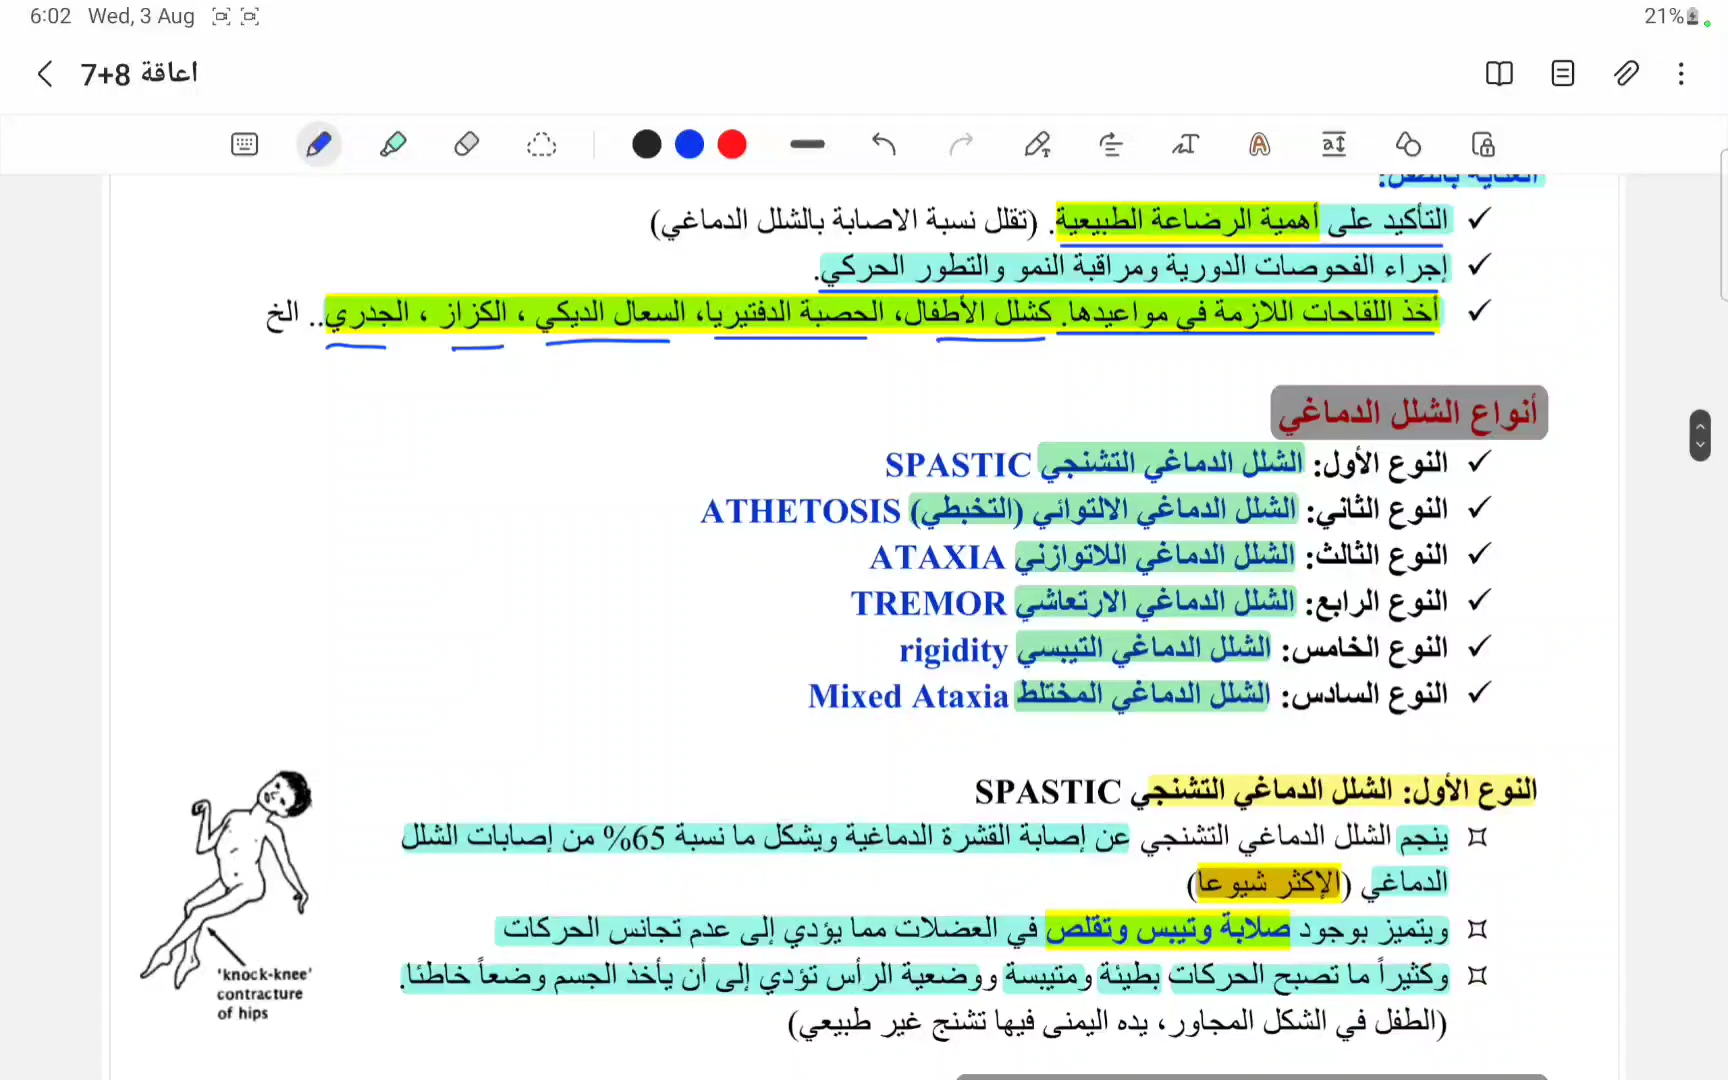 6:02 Wed, 3 Aug
21%
اعاقة 7+8
العناية بالطفل:
✓ التأكيد على أهمية الرضاعة الطبيعية. (تقلل نسبة الاصابة بالشلل الدماغي)
✓ إجراء الفحوصات الدورية ومراقبة النمو والتطور الحركي.
✓ أخذ اللقاحات اللازمة في مواعيدها. كشلل الأطفال، الحصبة الدفتيريا، السعال الديكي ، الكزاز ، الجدري.. الخ
أنواع الشلل الدماغي
✓ النوع الأول: الشلل الدماغي التشنجي SPASTIC
✓ النوع الثاني: الشلل الدماغي الالتوائي (التخبطي) ATHETOSIS
✓ النوع الثالث: الشلل الدماغي اللاتوازني ATAXIA
✓ النوع الرابع: الشلل الدماغي الارتعاشي TREMOR
✓ النوع الخامس: الشلل الدماغي التيبسي rigidity
✓ النوع السادس: الشلل الدماغي المختلط Mixed Ataxia
النوع الأول: الشلل الدماغي التشنجي SPASTIC
ينجم الشلل الدماغي التشنجي عن إصابة القشرة الدماغية ويشكل ما نسبة 65% من إصابات الشلل
الدماغي (الإكثر شيوعا)
ويتميز بوجود صلابة وتيبس وتقلص في العضلات مما يؤدي إلى عدم تجانس الحركات
وكثيراً ما تصبح الحركات بطيئة ومتيبسة ووضعية الرأس تؤدي إلى أن يأخذ الجسم وضعاً خاطئا.
(الطفل في الشكل المجاور، يده اليمنى فيها تشنج غير طبيعي)
'knock-knee'
contracture
of hips